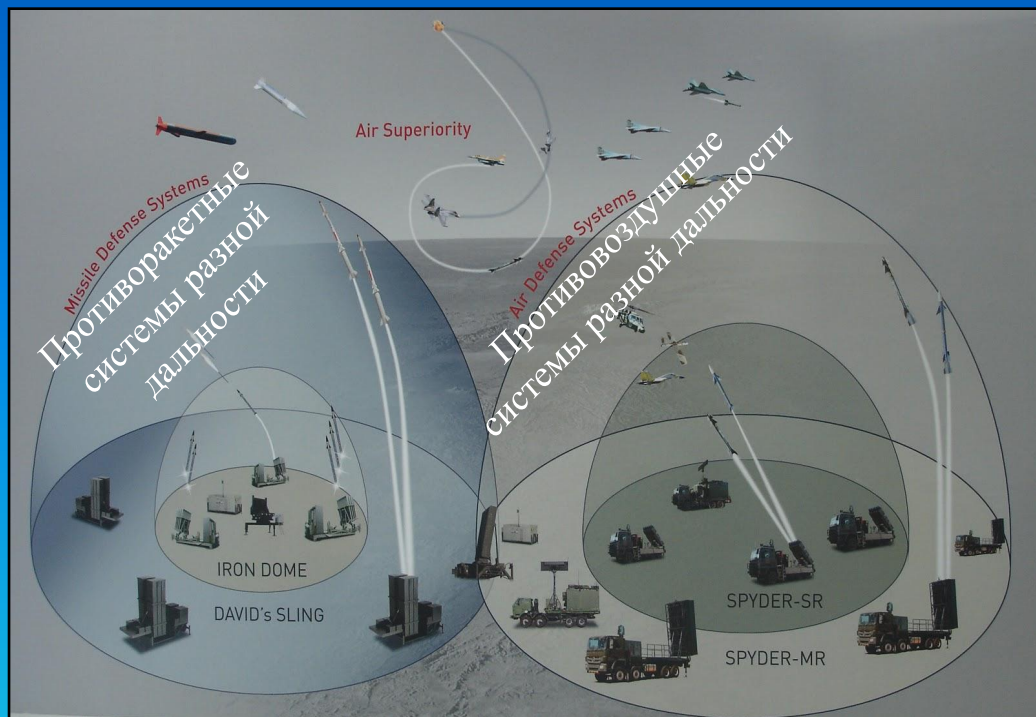 Air Superiority
Missile Defense Systems
Противоракетные
системы разной
дальности
Air Defense Systems
Противовоздушные
системы разной дальности
IRON DOME
DAVID's SLING
SPYDER-SR
SPYDER-MR